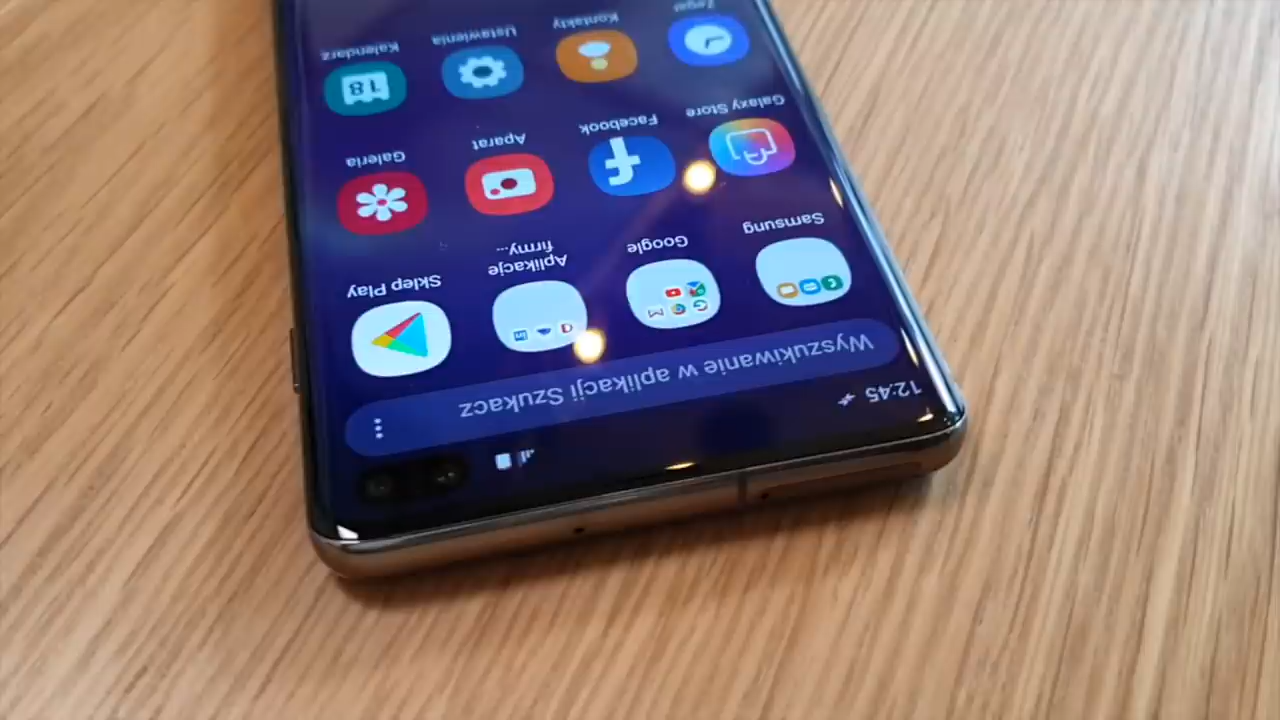 12:45
Wyszukiwanie w aplikacji Szukacz
Samsung
Google
Aplikacje
firmy...
Sklep Play
Galaxy Store
Facebook
Aparat
Galeria
Zegar
Kontakty
Ustawienia
Kalendarz
18